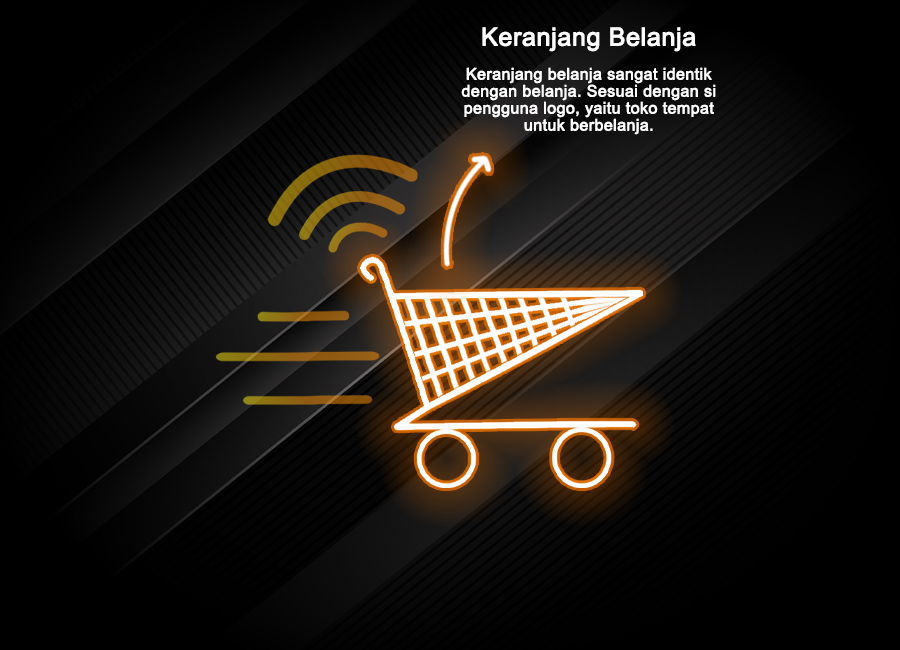 Keranjang Belanja
Keranjang belanja sangat identik
dengan belanja. Sesuai dengan si
pengguna logo, yaitu toko tempat
untuk berbelanja.